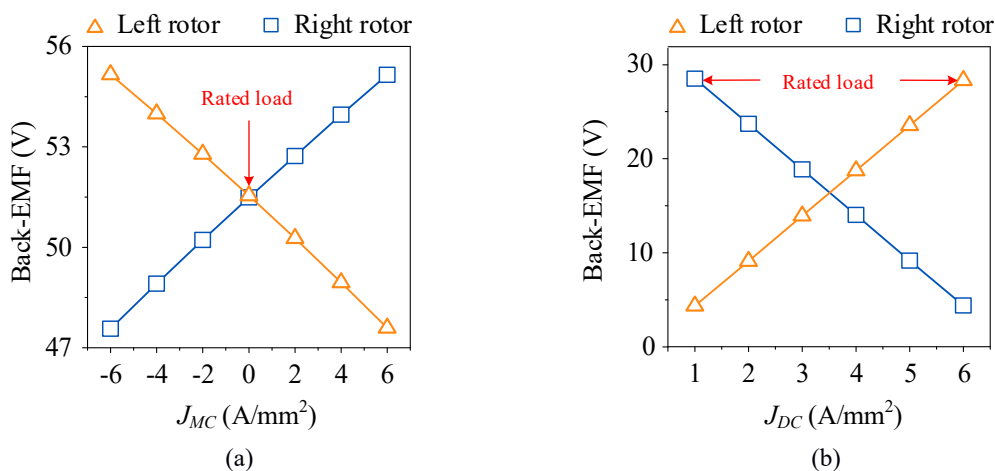 Left rotor Right rotor
56
53
50
47
Back-EMF (V)
Rated load
-6 -4 -2 0 2 4 6
J_MC (A/mm²)
(a)
Left rotor Right rotor
30
20
10
0
Back-EMF (V)
Rated load
1 2 3 4 5 6
J_DC (A/mm²)
(b)